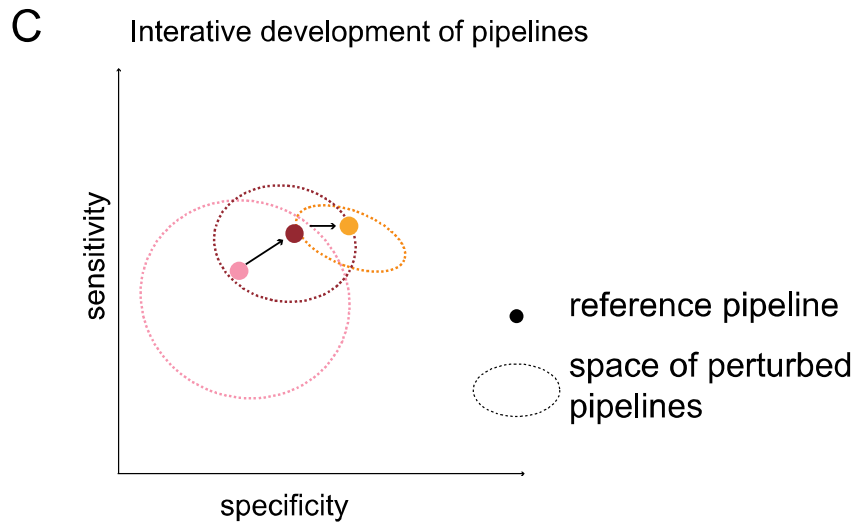 C
Interative development of pipelines
sensitivity
specificity
reference pipeline
space of perturbed
pipelines